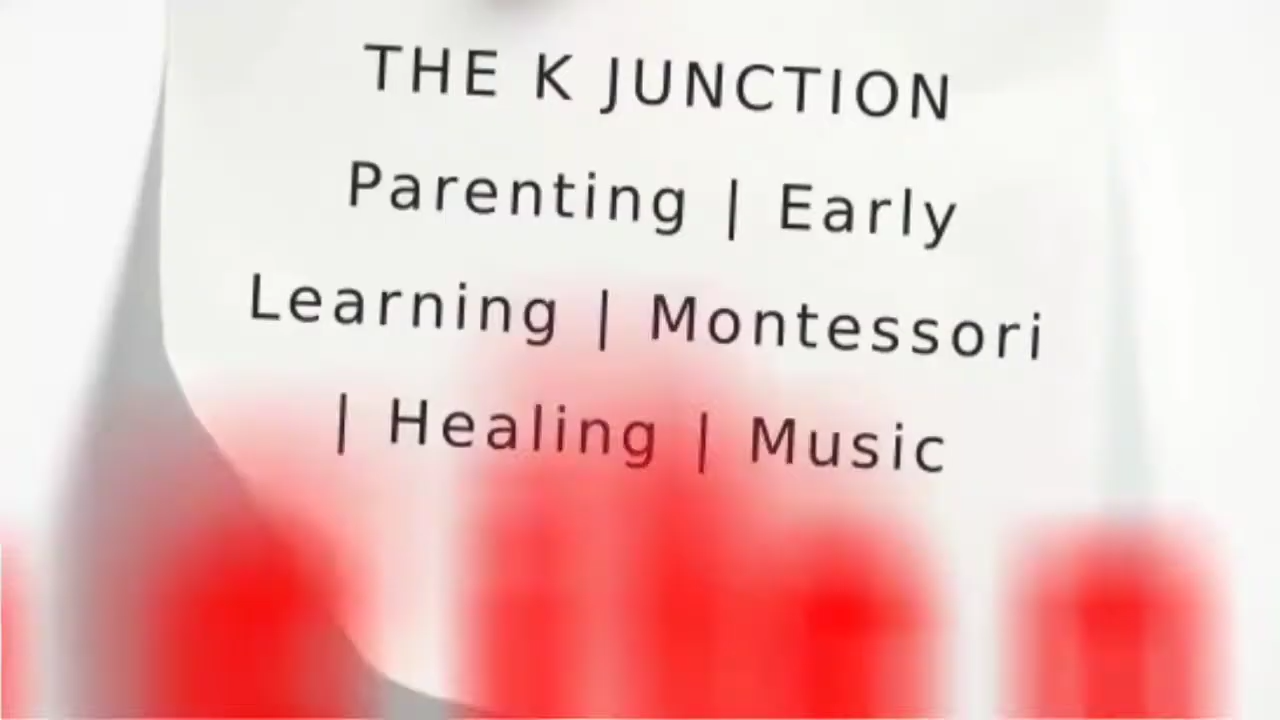 THE K JUNCTION
Parenting | Early
Learning | Montessori
| Healing | Music